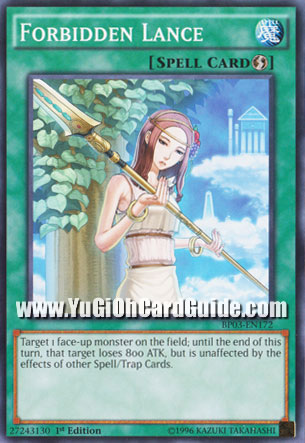 FORBIDDEN LANCE
魔
[SPELL CARD]
www.YuGiOhCardGuide.com
BP03-EN172
Target 1 face-up monster on the field; until the end of this turn, that target loses 800 ATK, but is unaffected by the effects of other Spell/Trap Cards.
27243130 1st Edition ©1996 KAZUKI TAKAHASHI